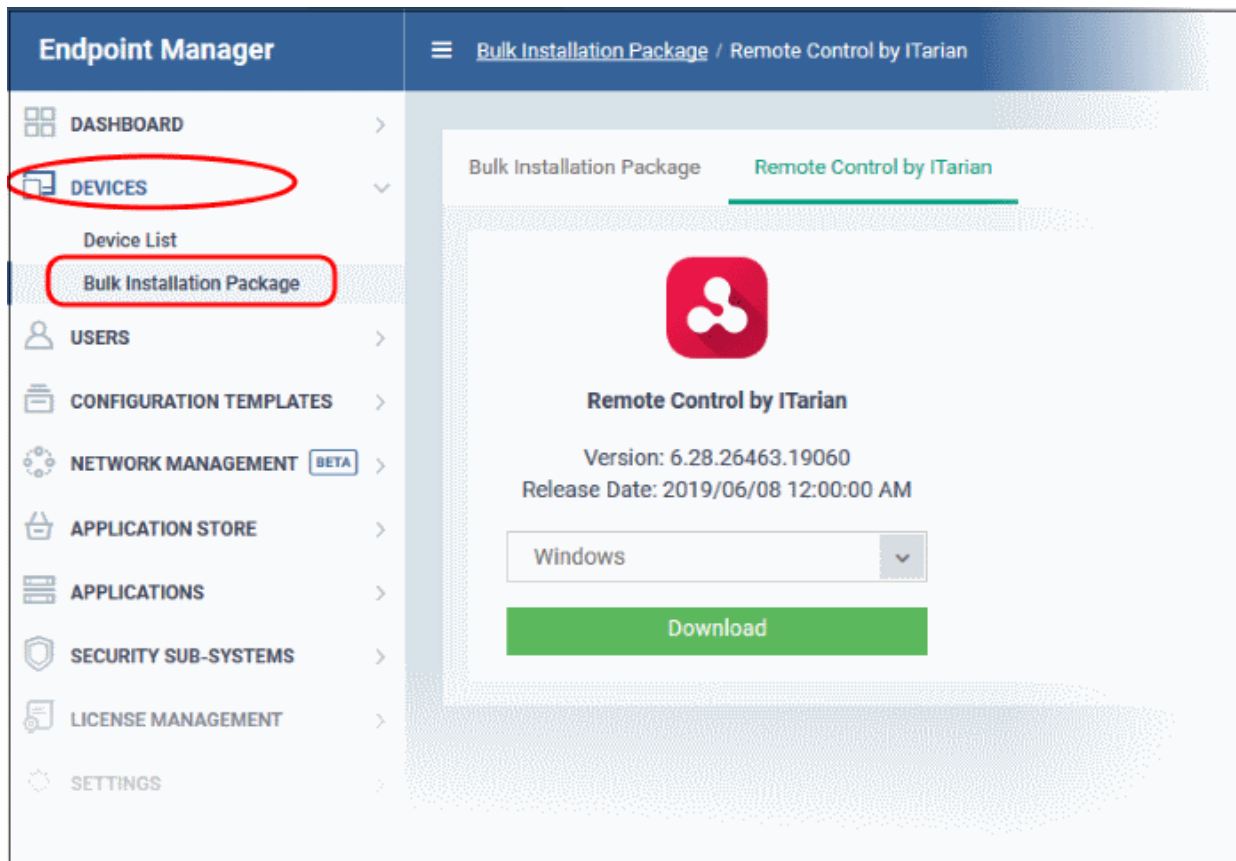 Endpoint Manager
Bulk Installation Package / Remote Control by ITarian
DASHBOARD
DEVICES
Device List
Bulk Installation Package
USERS
CONFIGURATION TEMPLATES
NETWORK MANAGEMENT BETA
APPLICATION STORE
APPLICATIONS
SECURITY SUB-SYSTEMS
LICENSE MANAGEMENT
SETTINGS
Bulk Installation Package
Remote Control by ITarian
Remote Control by ITarian
Version: 6.28.26463.19060
Release Date: 2019/06/08 12:00:00 AM
Windows
Download